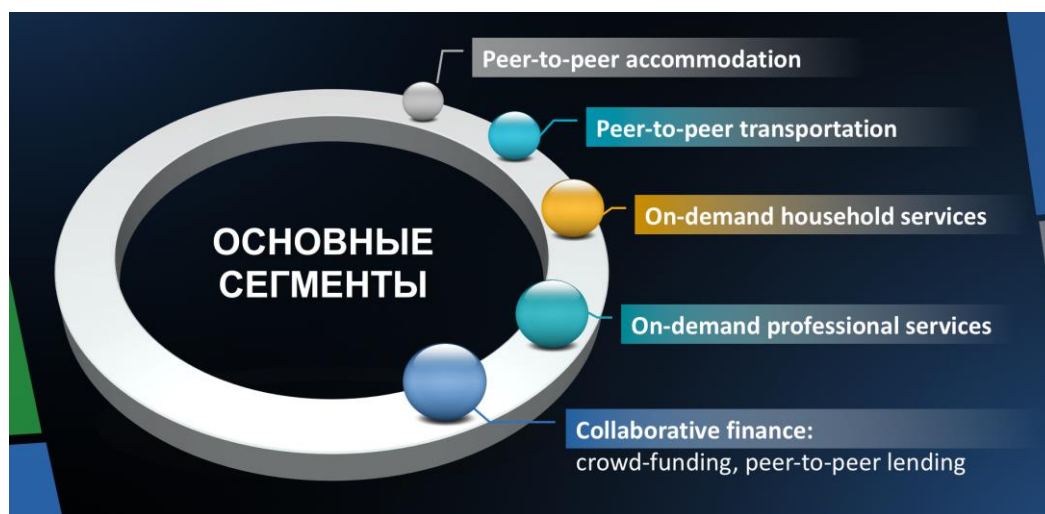 Peer-to-peer accommodation
Peer-to-peer transportation
On-demand household services
ОСНОВНЫЕ
СЕГМЕНТЫ
On-demand professional services
Collaborative finance:
crowd-funding, peer-to-peer lending